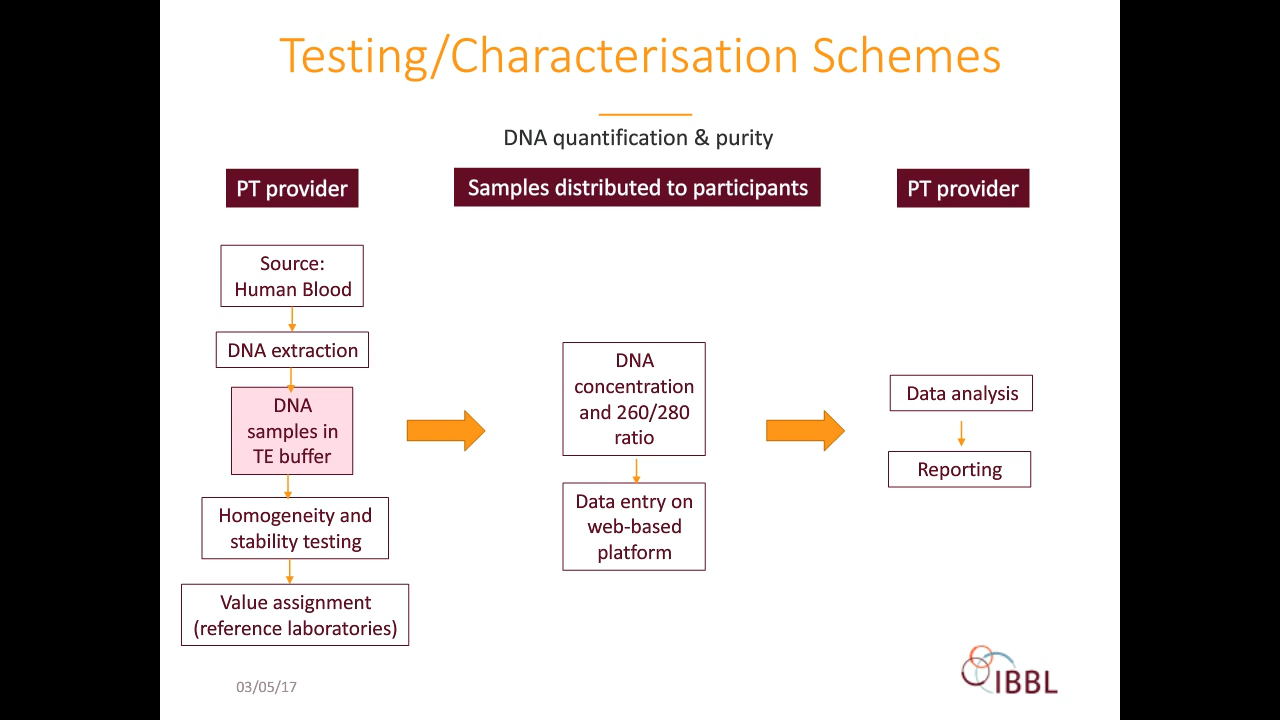 Testing/Characterisation Schemes
DNA quantification & purity
PT provider
Samples distributed to participants
PT provider
Source:
Human Blood
DNA extraction
DNA
samples in
TE buffer
Homogeneity and
stability testing
Value assignment
(reference laboratories)
DNA
concentration
and 260/280
ratio
Data entry on
web-based
platform
Data analysis
Reporting
03/05/17
IBBL